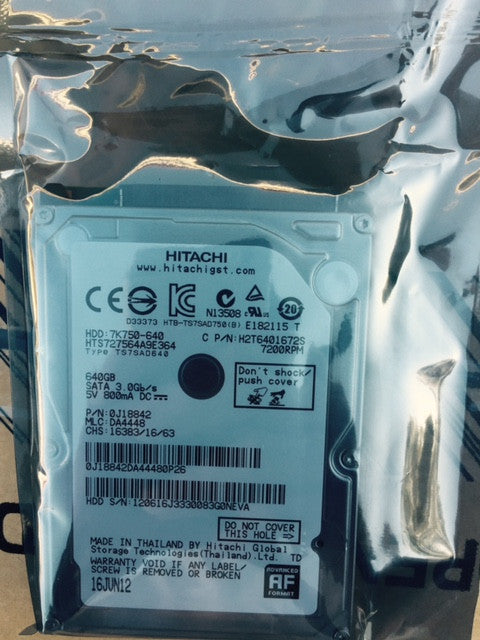 HITACHI
www.hitachigst.com
N13508
D33373 HTB-TS7SAD750(B) E182115 T
HDD: 7K750-640 C P/N:H2T6401672S
HTS727564A9E364 7200RPM
Type TS7SAD640
640GB
SATA 3.0Gb/s
5V 800mA DC
Don't shock/
push cover
P/N:0J18842
MLC:DA4448
CHS:16383/16/63
0J18842DA44480P26
HDD S/N:120616J3330083G0NEVA
DO NOT COVER
THIS HOLE
MADE IN THAILAND BY Hitachi Global
Storage Technologies(Thailand).Ltd. TD
WARRANTY VOID IF ANY LABEL/
SCREW IS REMOVED OR BROKEN
16JUN12
ADVANCED
AF
FORMAT